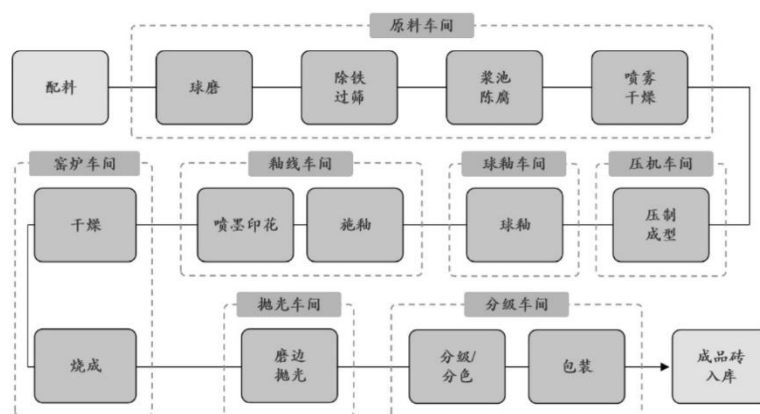 原料车间
配料
球磨
除铁
过筛
浆池
陈腐
喷雾
干燥
窑炉车间
釉线车间
球釉车间
压机车间
干燥
喷墨印花
施釉
球釉
压制
成型
抛光车间
分级车间
烧成
磨边
抛光
分级/
分色
包装
成品砖
入库